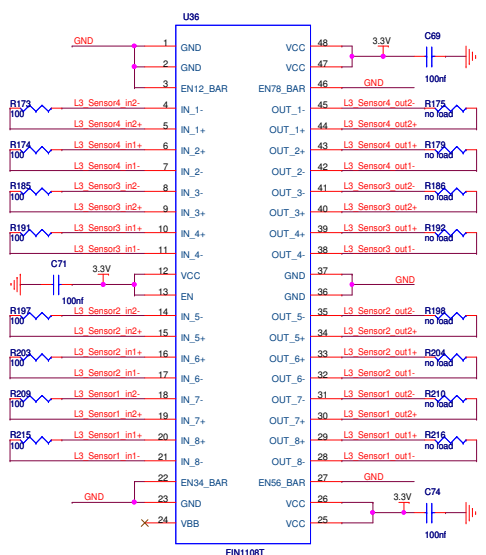 U36
GND 1 GND VCC 48 3.3V C69
2 GND VCC 47 100nf
3 EN12_BAR EN78_BAR 46 GND
R173 100 L3_Sensor4_in2- 4 IN_1- OUT_1- 45 L3_Sensor4_out2- R175 no load
L3_Sensor4_in2+ 5 IN_1+ OUT_1+ 44 L3_Sensor4_out2+
R174 100 L3_Sensor4_in1+ 6 IN_2+ OUT_2+ 43 L3_Sensor4_out1+ R179 no load
L3_Sensor4_in1- 7 IN_2- OUT_2- 42 L3_Sensor4_out1-
R185 100 L3_Sensor3_in2- 8 IN_3- OUT_3- 41 L3_Sensor3_out2- R186 no load
L3_Sensor3_in2+ 9 IN_3+ OUT_3+ 40 L3_Sensor3_out2+
R191 100 L3_Sensor3_in1+ 10 IN_4+ OUT_4+ 39 L3_Sensor3_out1+ R192 no load
L3_Sensor3_in1- 11 IN_4- OUT_4- 38 L3_Sensor3_out1-
C71 100nf 3.3V 12 VCC GND 37 GND
13 EN GND 36
R197 100 L3_Sensor2_in2- 14 IN_5- OUT_5- 35 L3_Sensor2_out2- R198 no load
L3_Sensor2_in2+ 15 IN_5+ OUT_5+ 34 L3_Sensor2_out2+
R203 100 L3_Sensor2_in1+ 16 IN_6+ OUT_6+ 33 L3_Sensor2_out1+ R204 no load
L3_Sensor2_in1- 17 IN_6- OUT_6- 32 L3_Sensor2_out1-
R209 100 L3_Sensor1_in2- 18 IN_7- OUT_7- 31 L3_Sensor1_out2- R210 no load
L3_Sensor1_in2+ 19 IN_7+ OUT_7+ 30 L3_Sensor1_out2+
R215 100 L3_Sensor1_in1+ 20 IN_8+ OUT_8+ 29 L3_Sensor1_out1+ R216 no load
L3_Sensor1_in1- 21 IN_8- OUT_8- 28 L3_Sensor1_out1-
22 EN34_BAR EN56_BAR 27 GND
GND 23 GND VCC 26 3.3V C74
24 VBB VCC 25 100nf
FIN1108T